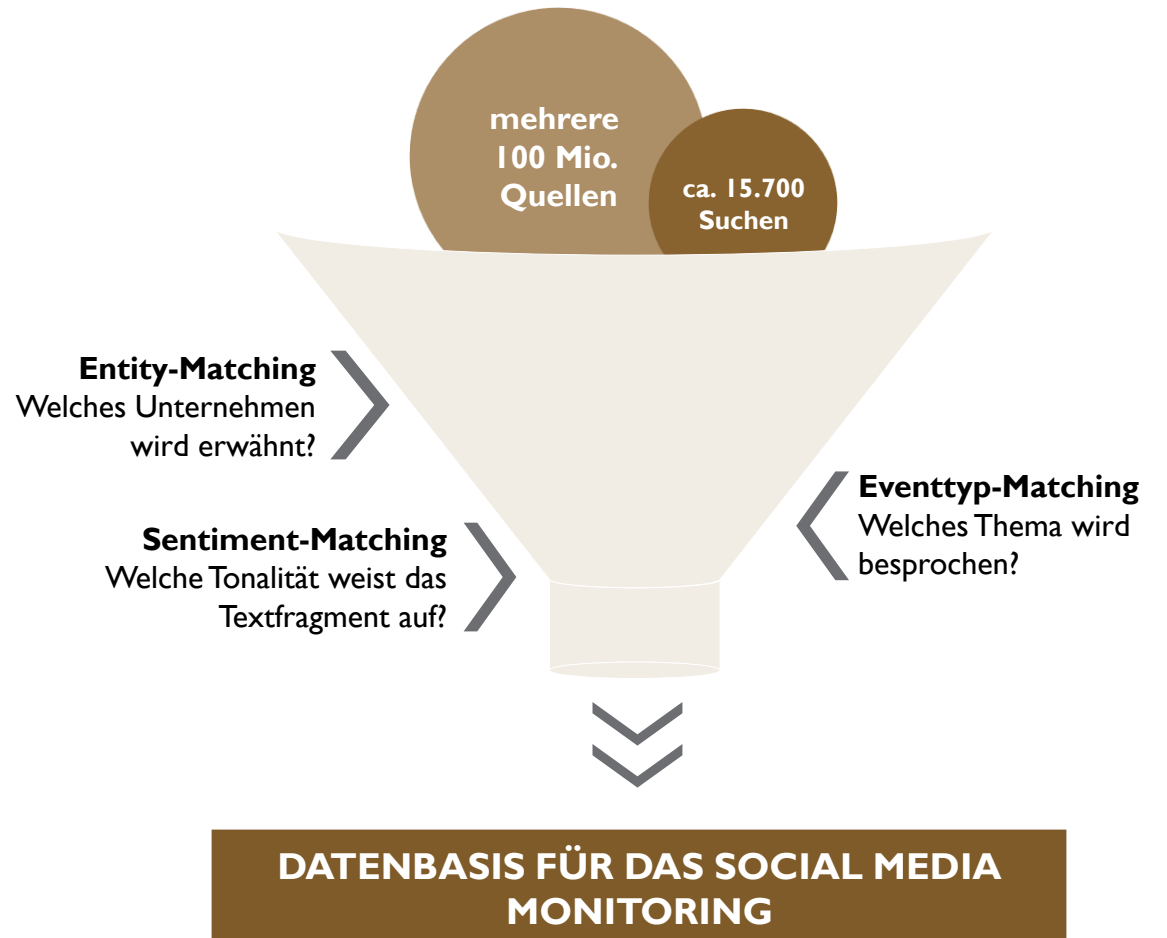 mehrere
100 Mio.
Quellen
ca. 15.700
Suchen
Entity-Matching
Welches Unternehmen
wird erwähnt?
Eventtyp-Matching
Welches Thema wird
besprochen?
Sentiment-Matching
Welche Tonalität weist das
Textfragment auf?
DATENBASIS FÜR DAS SOCIAL MEDIA
MONITORING